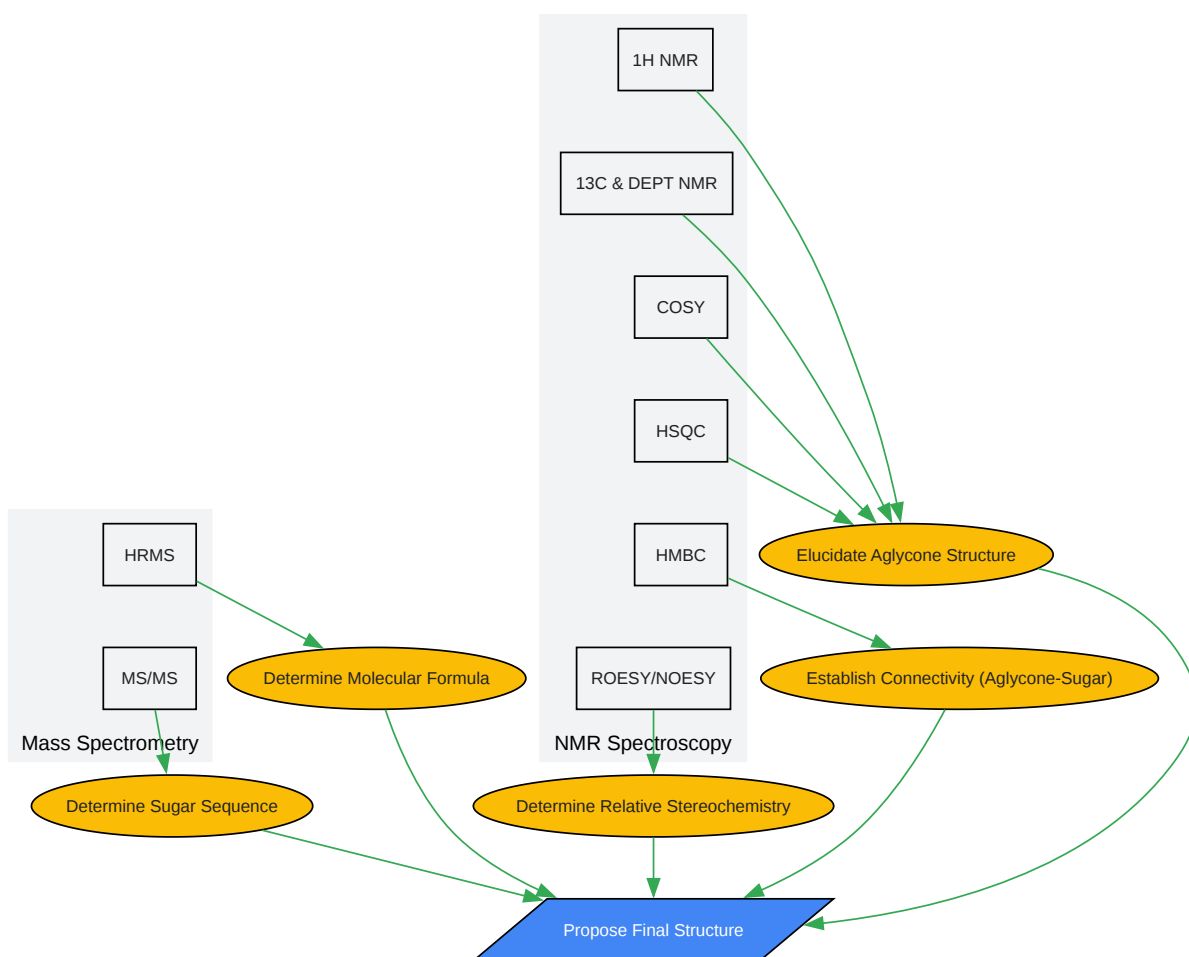 1H NMR
13C & DEPT NMR
COSY
HSQC
HRMS
HMBC
Elucidate Aglycone Structure
MS/MS
Determine Molecular Formula
ROESY/NOESY
Establish Connectivity (Aglycone-Sugar)
Mass Spectrometry
NMR Spectroscopy
Determine Sugar Sequence
Determine Relative Stereochemistry
Propose Final Structure